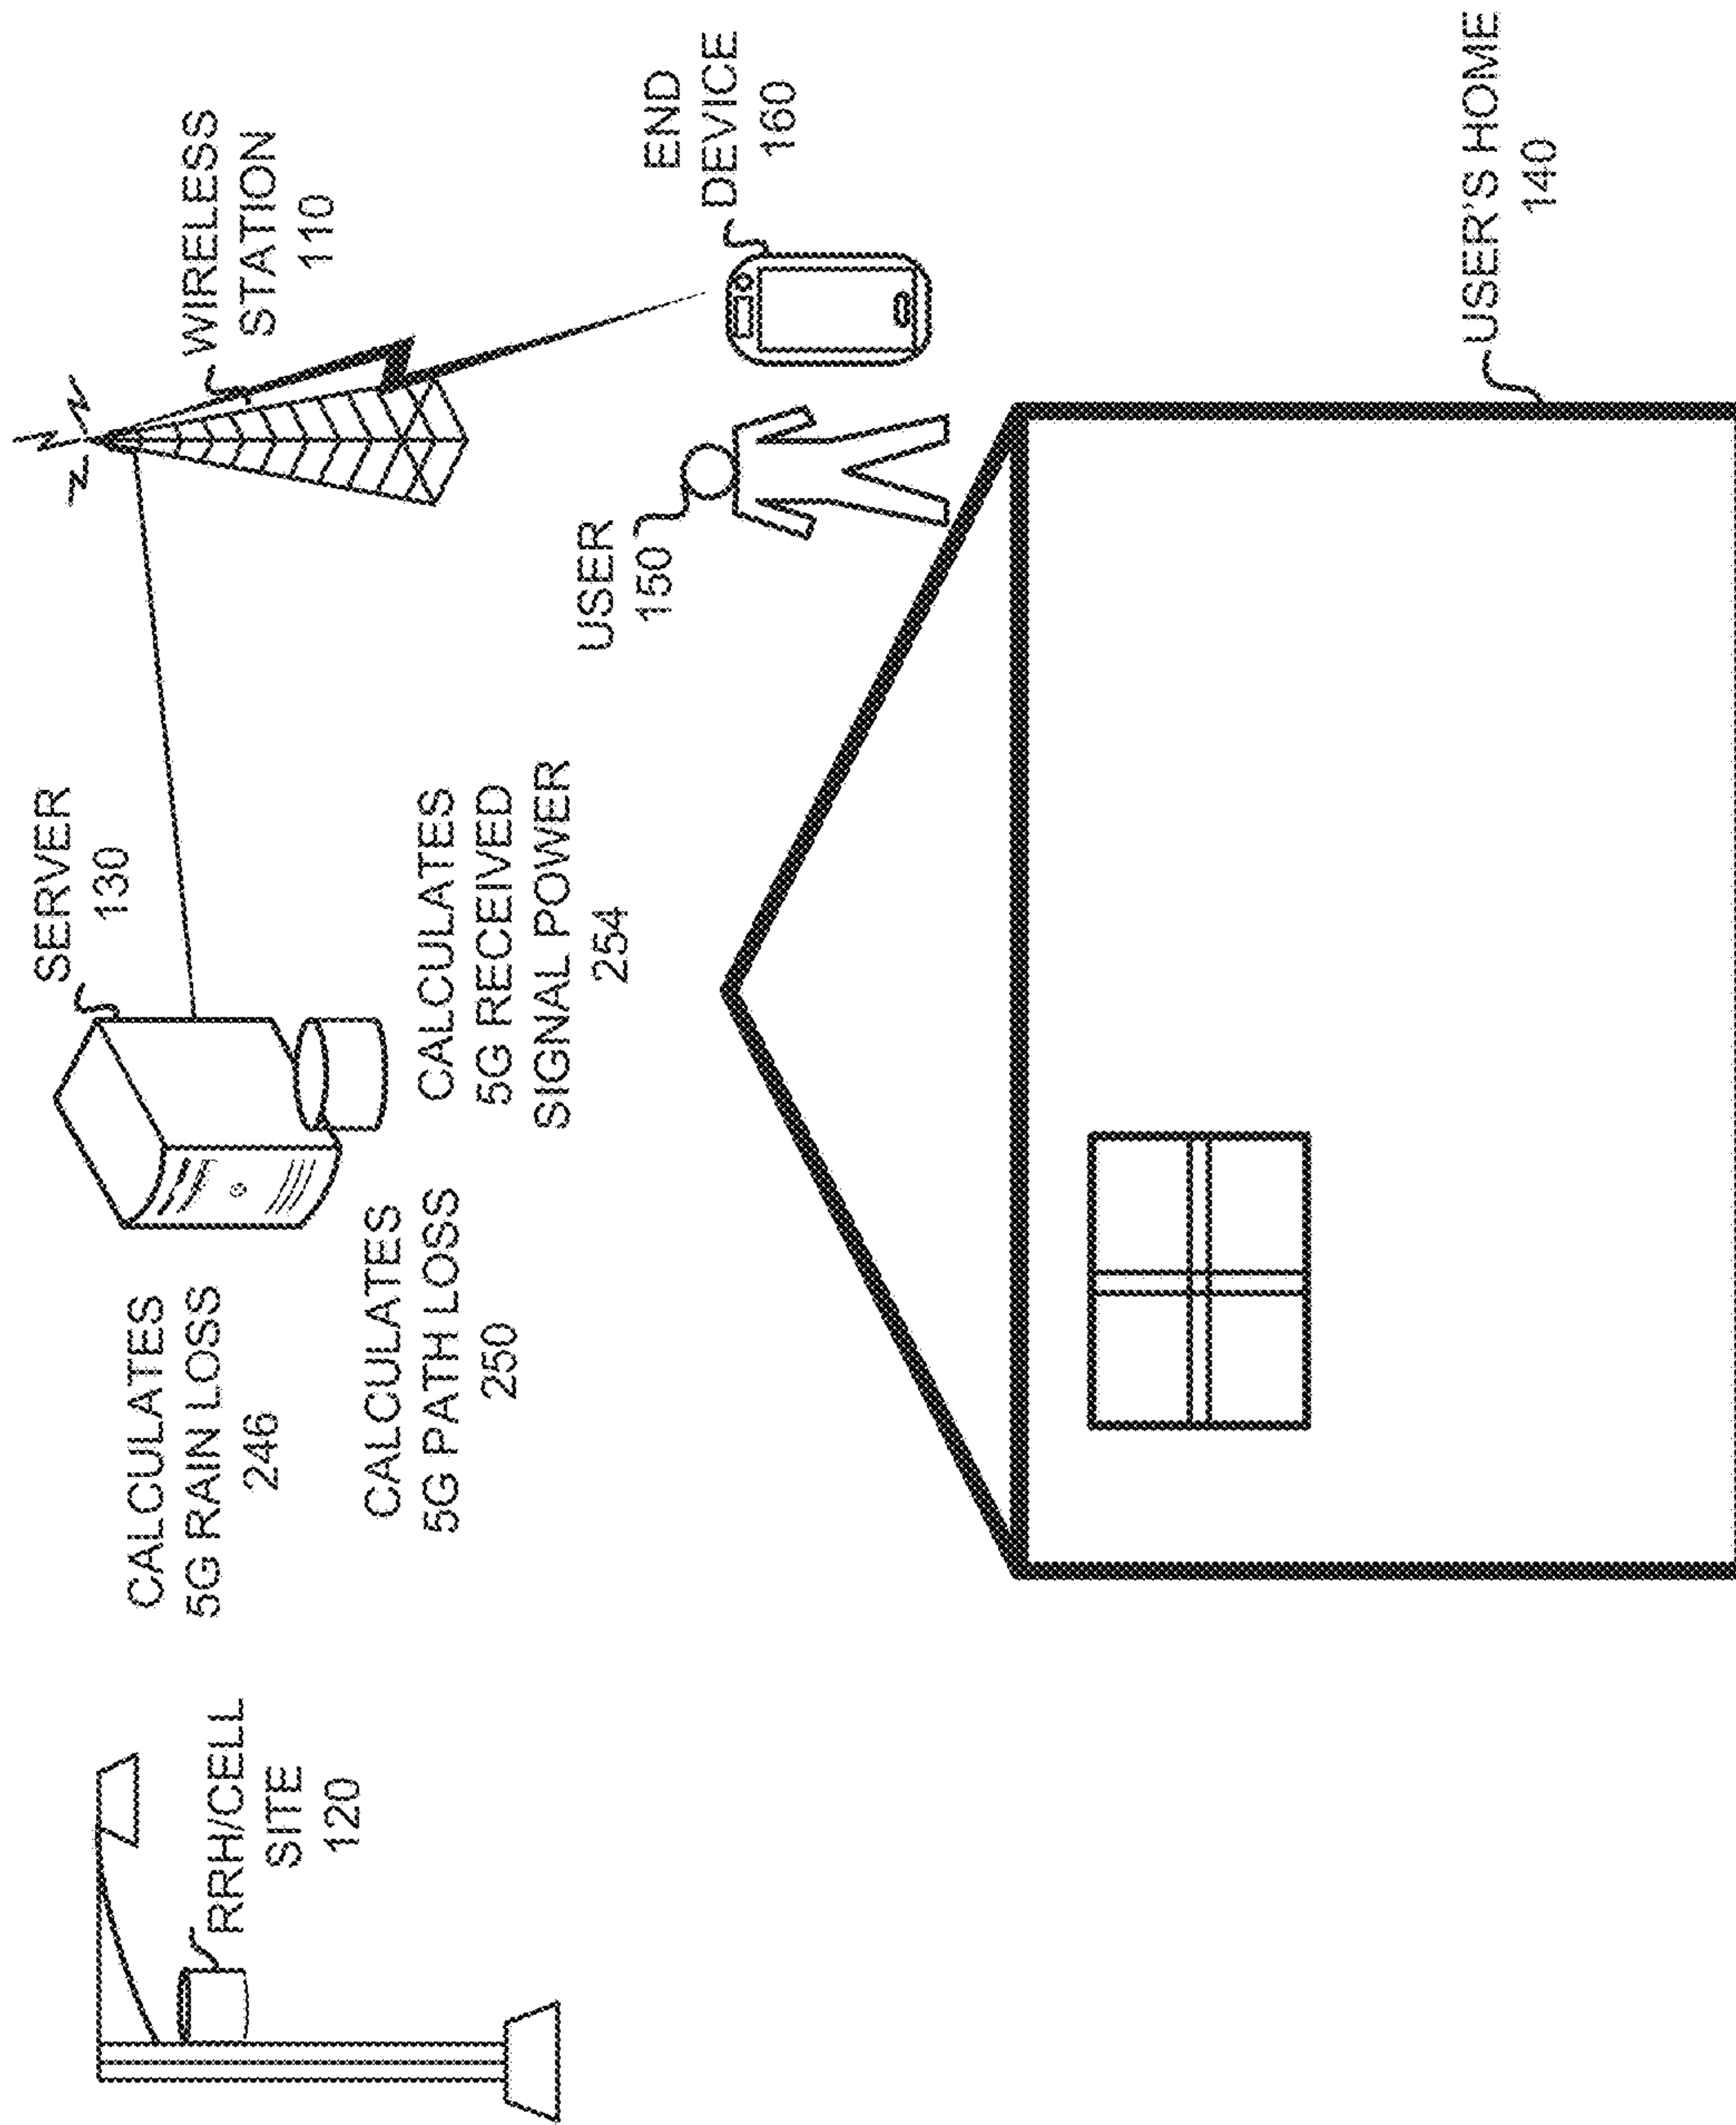 SERVER
130
WIRELESS
STATION
110
CALCULATES
5G RAIN LOSS
246
RRH/CELL
SITE
120
CALCULATES
5G PATH LOSS
250
CALCULATES
5G RECEIVED
SIGNAL POWER
254
USER
150
END
DEVICE
160
USER'S HOME
140